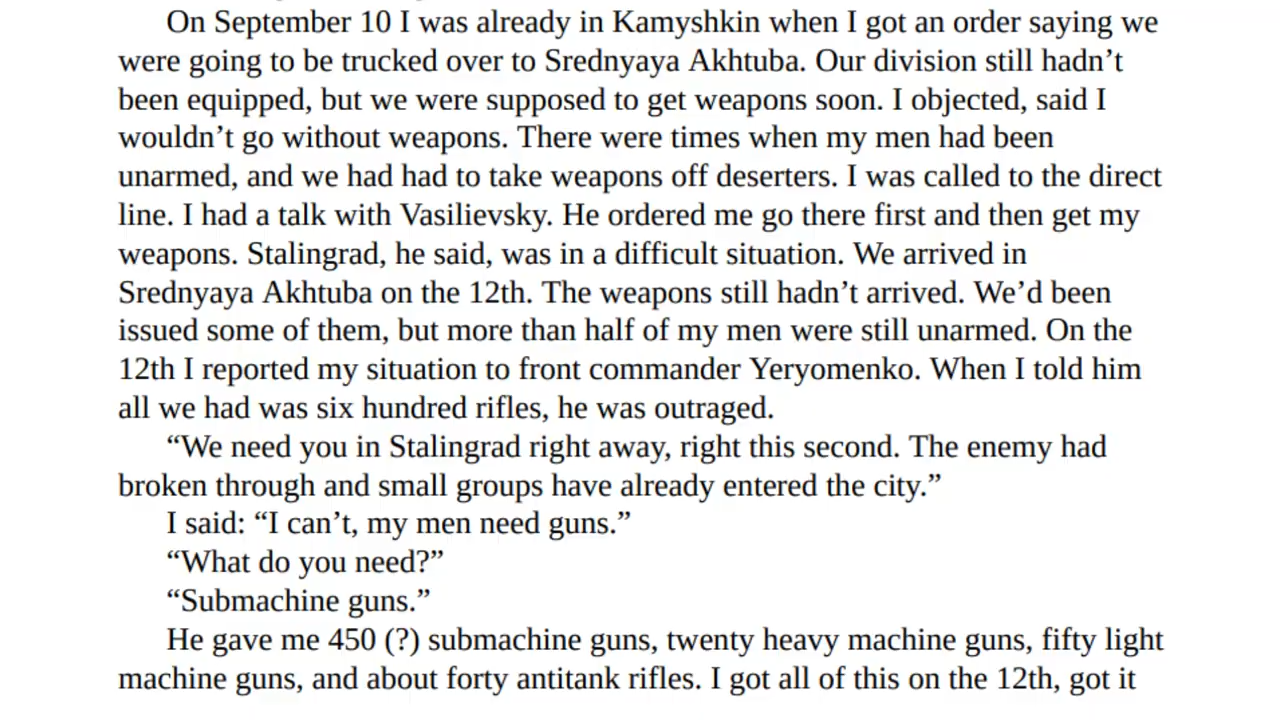 On September 10 I was already in Kamyshkin when I got an order saying we
were going to be trucked over to Srednyaya Akhtuba. Our division still hadn’t
been equipped, but we were supposed to get weapons soon. I objected, said I
wouldn’t go without weapons. There were times when my men had been
unarmed, and we had had to take weapons off deserters. I was called to the direct
line. I had a talk with Vasilievsky. He ordered me go there first and then get my
weapons. Stalingrad, he said, was in a difficult situation. We arrived in
Srednyaya Akhtuba on the 12th. The weapons still hadn’t arrived. We’d been
issued some of them, but more than half of my men were still unarmed. On the
12th I reported my situation to front commander Yeryomenko. When I told him
all we had was six hundred rifles, he was outraged.
“We need you in Stalingrad right away, right this second. The enemy had
broken through and small groups have already entered the city.”
I said: “I can’t, my men need guns.”
“What do you need?”
“Submachine guns.”
He gave me 450 (?) submachine guns, twenty heavy machine guns, fifty light
machine guns, and about forty antitank rifles. I got all of this on the 12th, got it